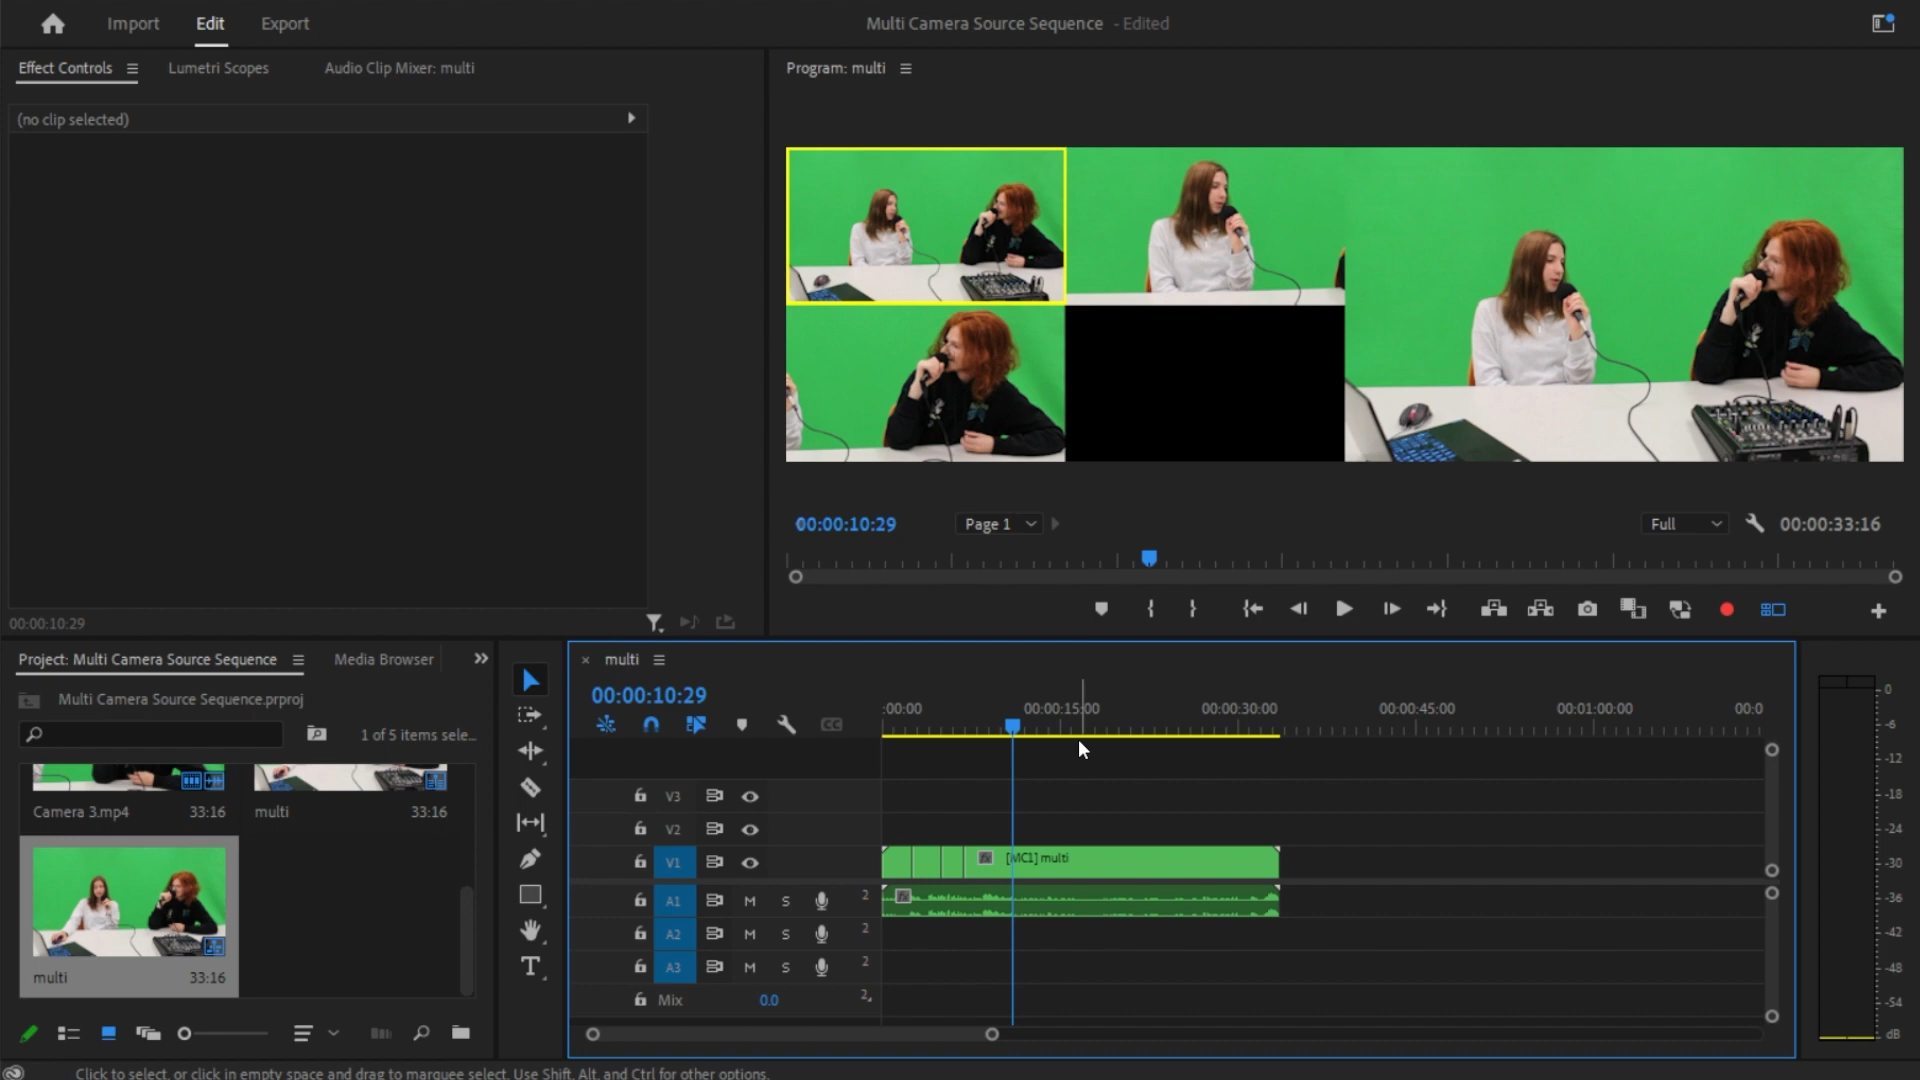 Import
Edit
Export
Multi Camera Source Sequence - Edited
Effect Controls
Lumetri Scopes
Audio Clip Mixer: multi
Program: multi
(no clip selected)
00:00:10:29
Page 1
Full
00:00:33:16
00:00:10:29
Project: Multi Camera Source Sequence
Media Browser
multi
Multi Camera Source Sequence.prproj
00:00:10:29
:00:00
00:00:15:00
00:00:30:00
00:00:45:00
00:01:00:00
00:0
1 of 5 items sele...
Camera 3.mp4
33:16
multi
33:16
V3
V2
V1
[MC1] multi
A1
M
S
2
A2
M
S
2
A3
M
S
2
Mix
0.0
2
multi
33:16
0
-6
-12
-18
-24
-30
-36
-42
-48
-54
dB
CC
T
Click to select, or click in empty space and drag to marquee select. Use Shift, Alt, and Ctrl for other options.